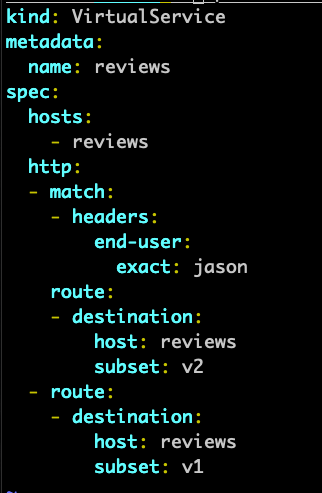 kind: VirtualService
metadata:
  name: reviews
spec:
  hosts:
    - reviews
  http:
  - match:
    - headers:
        end-user:
          exact: jason
    route:
    - destination:
        host: reviews
        subset: v2
  - route:
    - destination:
        host: reviews
        subset: v1
~